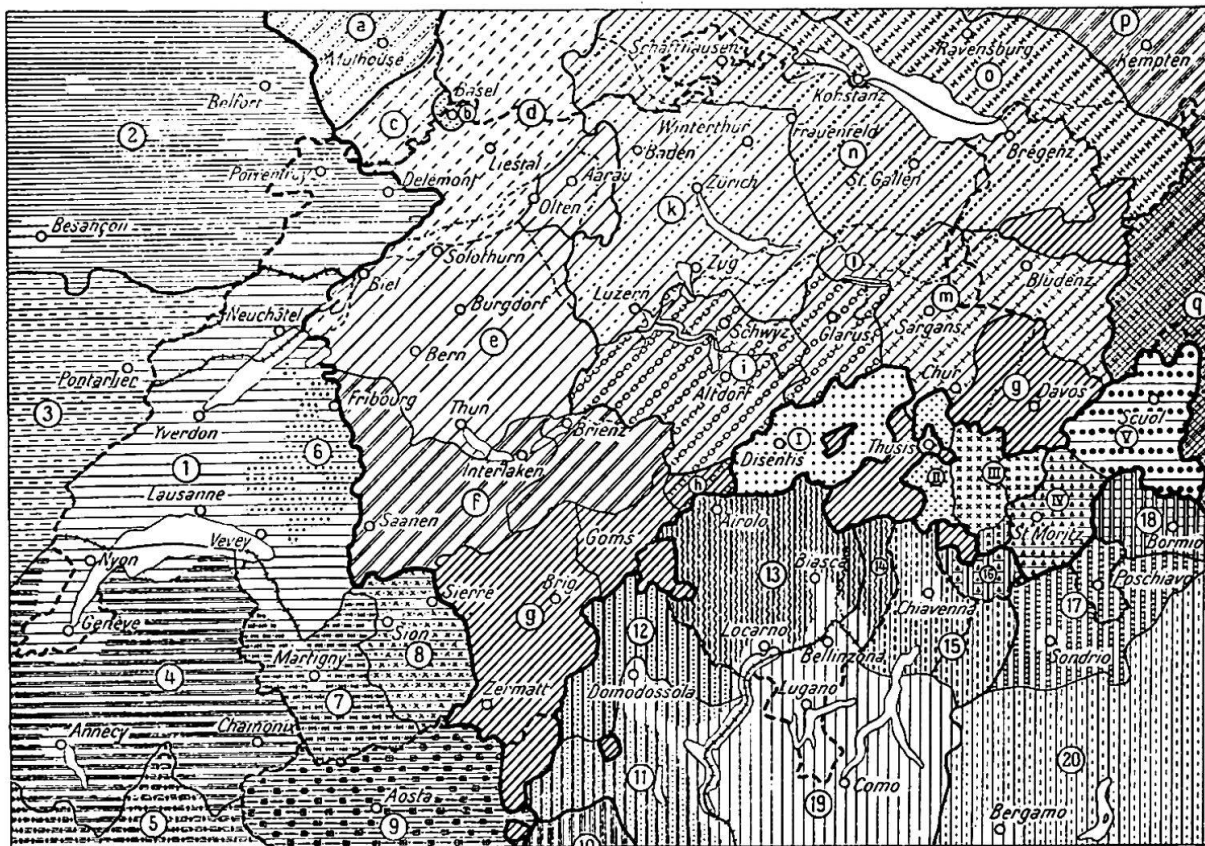 a
Mulhouse
Schaffhausen
Ravensburg
p
Kempten
o
Belfort
Basel
b
c
d
Konstanz
2
Winterthur
Frauenfeld
Baden
n
Bregenz
Liestal
Porrentruy
Delémont
Aarau
Zürich
St. Gallen
Olten
k
Besançon
Solothurn
Zug
l
Bludenz
Biel
Burgdorf
Luzern
m
q
Neuchâtel
Schwyz
Glarus
Sargans
Bern
e
i
Pontarlier
Altdorf
Chur
g
Davos
3
Fribourg
Scuol
Thun
Brienz
V
Yverdon
6
I
Thusis
1
Interlaken
Disentis
II
III
Lausanne
f
h
IV
Saanen
Airolo
St. Moritz
18
Vevey
Goms
Bormio
Nyon
13
Biasca
14
16
Poschiavo
Brig
Sierre
Chiavenna
17
Genève
g
12
Sion
Locarno
15
Martigny
8
Bellinzona
Sondrio
4
7
Zermatt
Domodossola
Lugano
Annecy
Chamonix
11
Como
20
Aosta
19
5
9
10
Bergamo